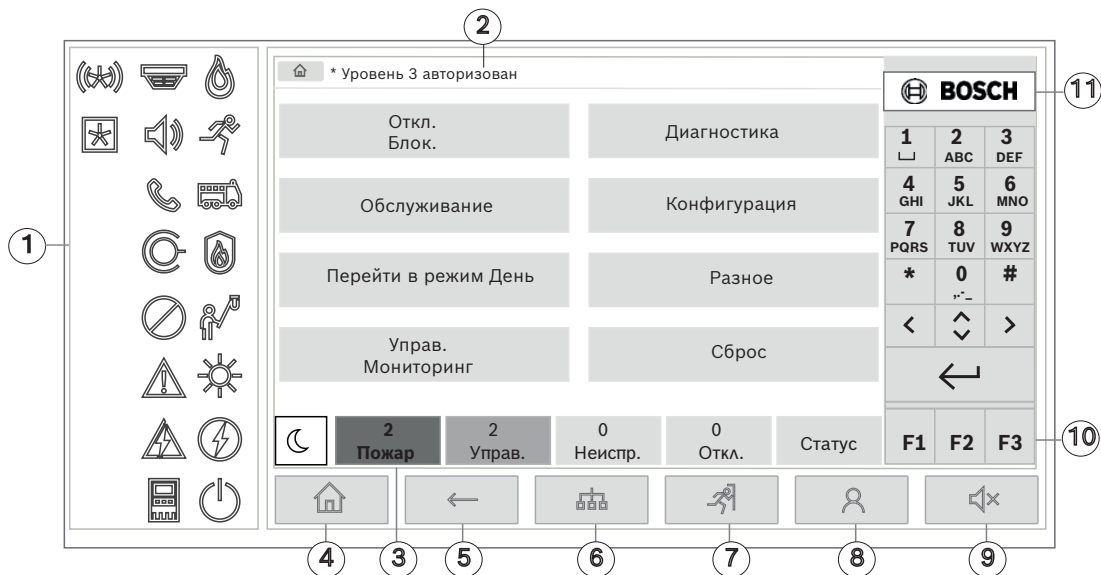 2
* Уровень 3 авторизован
BOSCH
11
Откл.
Блок.
Диагностика
1
2
ABC
3
DEF
Обслуживание
Конфигурация
4
GHI
5
JKL
6
MNO
1
7
PQRS
8
TUV
9
WXYZ
Перейти в режим День
Разное
*
0
,.-_
#
< >
Управ.
Мониторинг
Сброс
2
Пожар
2
Управ.
0
Неиспр.
0
Откл.
Статус
F1 F2 F3
10
4
3
5
6
7
8
9